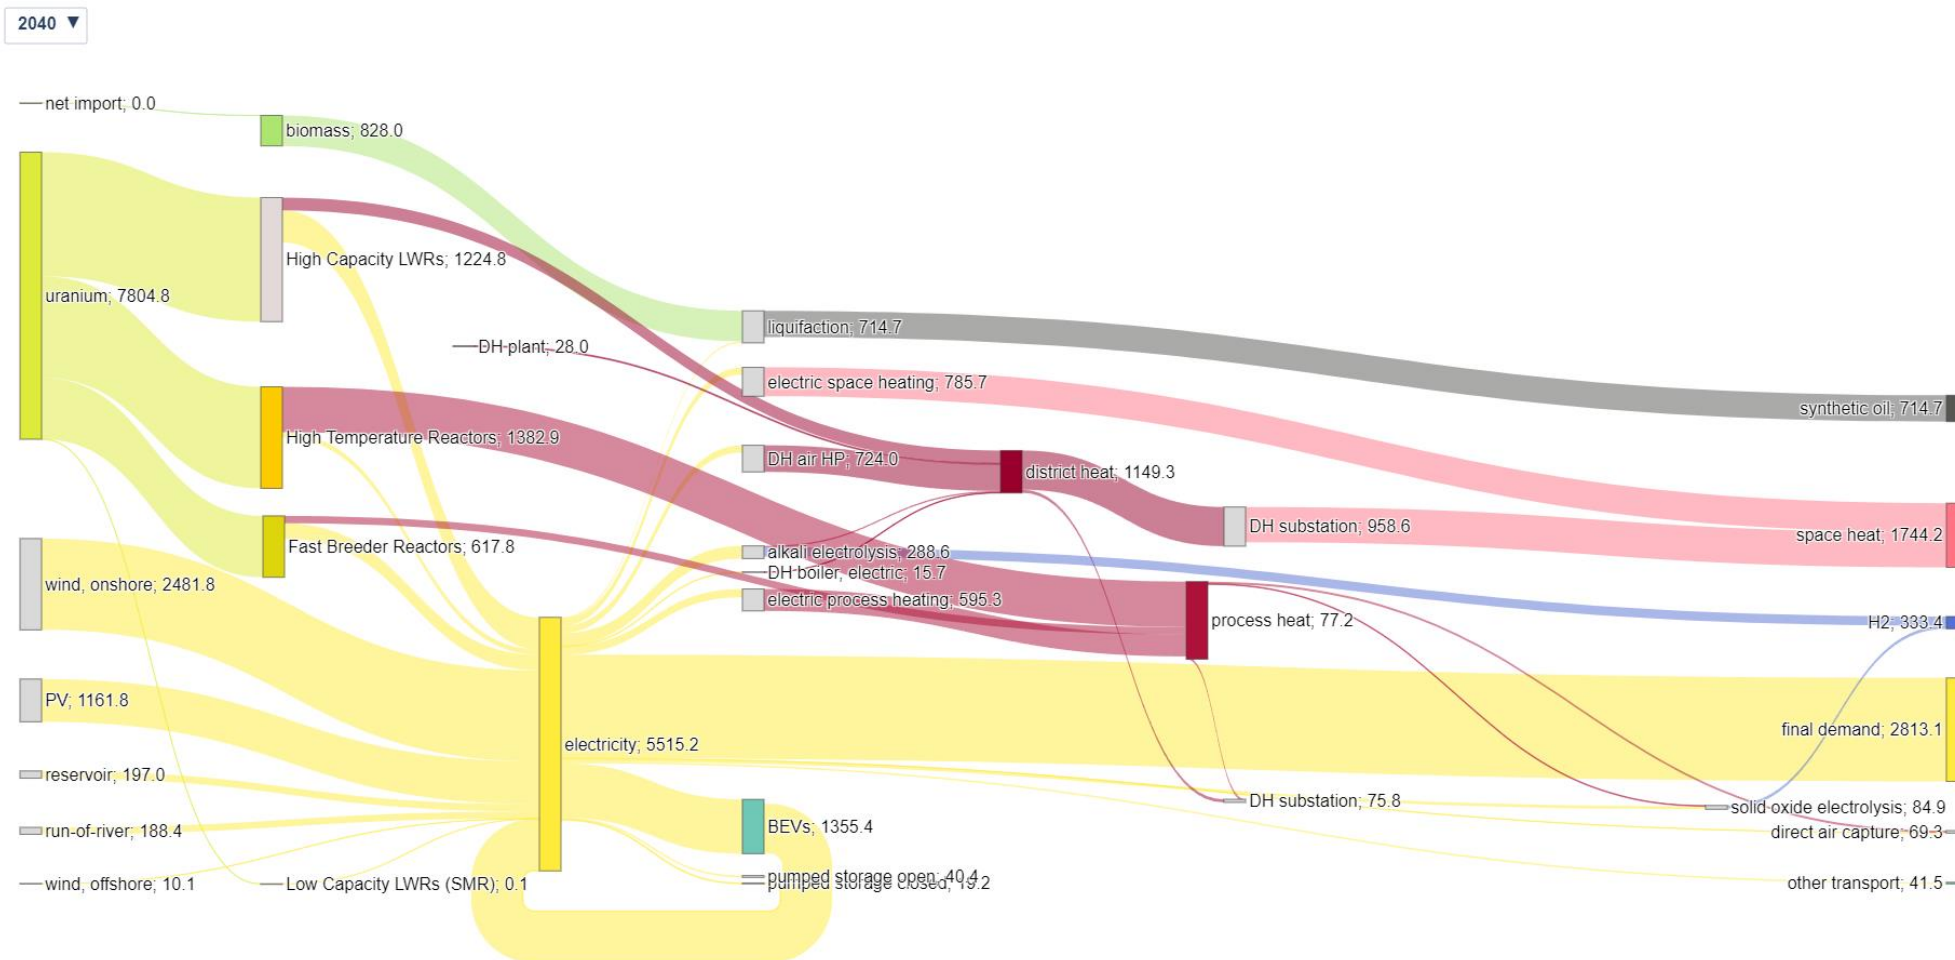 2040 ▼
net import; 0.0
biomass; 828.0
High Capacity LWRs; 1224.8
uranium; 7804.8
liquifaction; 714.7
DH plant; 28.0
electric space heating; 785.7
synthetic oil; 714.7
High Temperature Reactors; 1382.9
DH air HP; 724.0
district heat; 1149.3
DH substation; 958.6
space heat; 1744.2
Fast Breeder Reactors; 617.8
alkali electrolysis; 288.6
DH boiler, electric; 15.7
wind, onshore; 2481.8
electric process heating; 595.3
process heat; 77.2
H2; 333.4
PV; 1161.8
final demand; 2813.1
electricity; 5515.2
reservoir; 197.0
DH substation; 75.8
solid oxide electrolysis; 84.9
run-of-river; 188.4
BEVs; 1355.4
direct air capture; 69.3
wind, offshore; 10.1
Low Capacity LWRs (SMR); 0.1
pumped storage open; 40.4
pumped storage closed; 19.2
other transport; 41.5